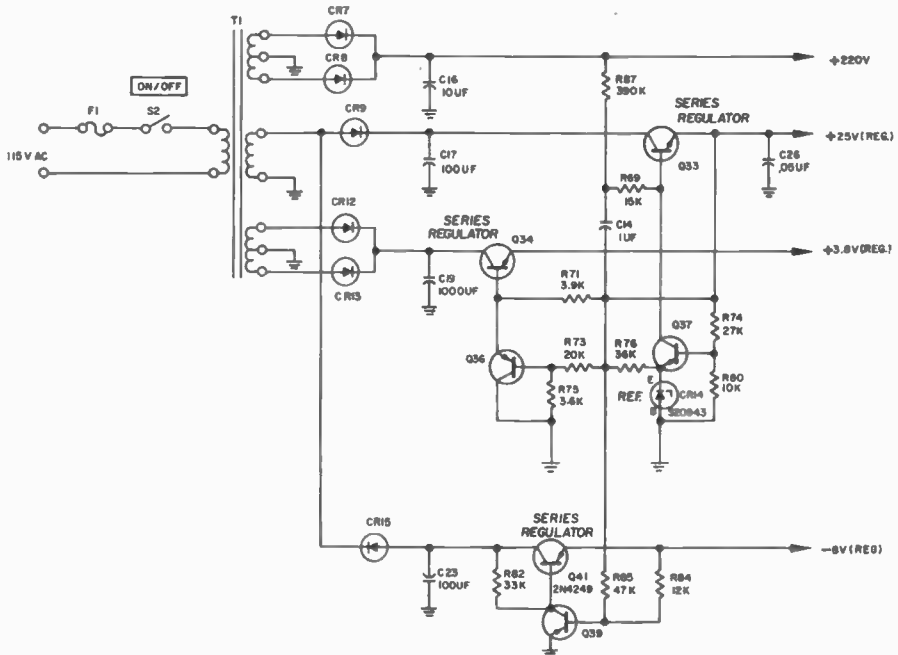 T1
CR7
CR8
C16
10UF
+220V
R87
390K
ON/OFF
F1
S2
115V AC
CR9
C17
100UF
SERIES
REGULATOR
Q33
+25V(REG.)
C26
.05UF
R69
15K
C14
1UF
CR12
CR13
SERIES
REGULATOR
Q34
+3.8V(REG.)
C19
1000UF
R71
3.9K
R74
27K
Q37
Q36
R73
20K
R76
36K
R80
10K
R75
3.6K
REF.
E
B
CR14
S20843
CR15
SERIES
REGULATOR
-6V(REG)
C23
100UF
R82
33K
Q41
2N4249
R85
47K
R84
12K
Q39